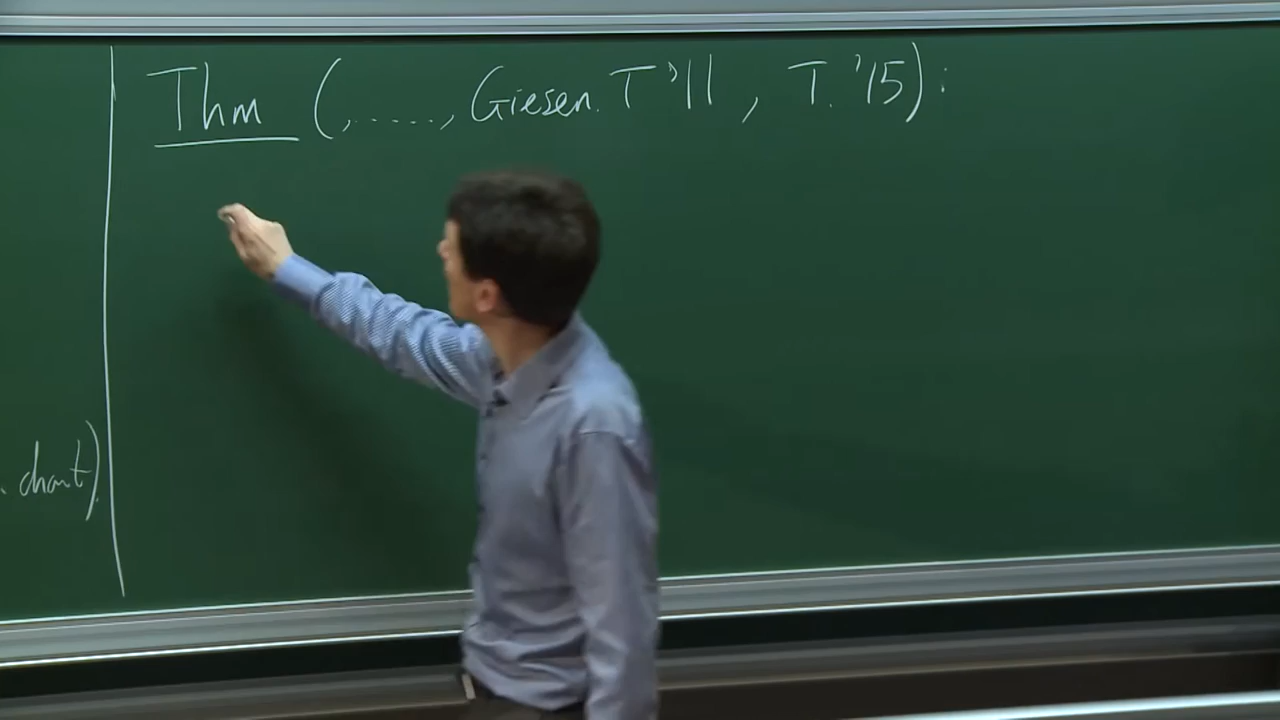 Thm (,....., Giesen. T '11, T. '15):
. chart)